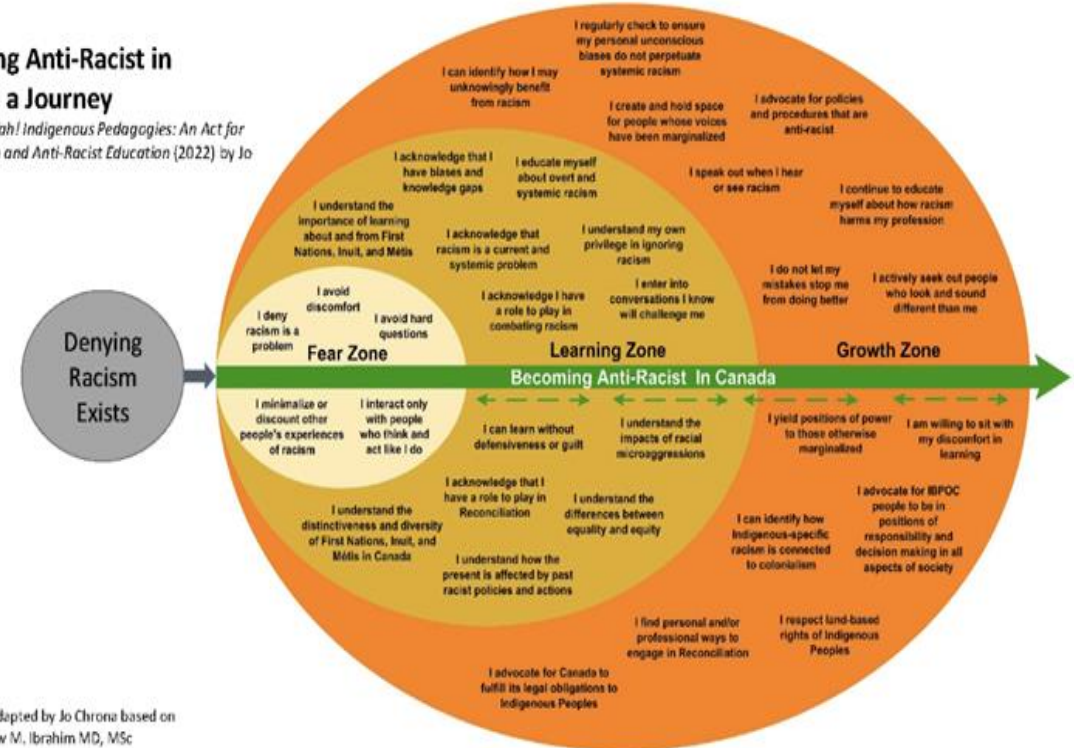 ng Anti-Racist in
a Journey
ah! Indigenous Pedagogies: An Act for
and Anti-Racist Education (2022) by Jo
Denying
Racism
Exists
I deny
racism is a
problem
I avoid
discomfort
I avoid hard
questions
Fear Zone
I minimalize or
discount other
people's experiences
of racism
I interact only
with people
who think and
act like I do
I understand the
importance of learning
about and from First
Nations, Inuit, and Métis
I acknowledge that I
have biases and
knowledge gaps
I educate myself
about overt and
systemic racism
I acknowledge that
racism is a current and
systemic problem
I understand my own
privilege in ignoring
racism
I acknowledge I have
a role to play in
combating racism
I enter into
conversations I know
will challenge me
Learning Zone
Becoming Anti-Racist In Canada
I can learn without
defensiveness or guilt
I understand the
impacts of racial
microaggressions
I acknowledge that I
have a role to play in
Reconciliation
I understand the
differences between
equality and equity
I understand the
distinctiveness and diversity
of First Nations, Inuit, and
Métis in Canada
I understand how the
present is affected by past
racist policies and actions
I can identify how I may
unknowingly benefit
from racism
I regularly check to ensure
my personal unconscious
biases do not perpetuate
systemic racism
I create and hold space
for people whose voices
have been marginalized
I advocate for policies
and procedures that are
anti-racist
I speak out when I hear
or see racism
I continue to educate
myself about how racism
harms my profession
I do not let my
mistakes stop me
from doing better
I actively seek out people
who look and sound
different than me
Growth Zone
I yield positions of power
to those otherwise
marginalized
I am willing to sit with
my discomfort in
learning
I can identify how
Indigenous-specific
racism is connected
to colonialism
I advocate for IBPOC
people to be in
positions of
responsibility and
decision making in all
aspects of society
I find personal and/or
professional ways to
engage in Reconciliation
I respect land-based
rights of Indigenous
Peoples
I advocate for Canada to
fulfill its legal obligations to
Indigenous Peoples
dapted by Jo Chrona based on
w M. Ibrahim MD, MSc